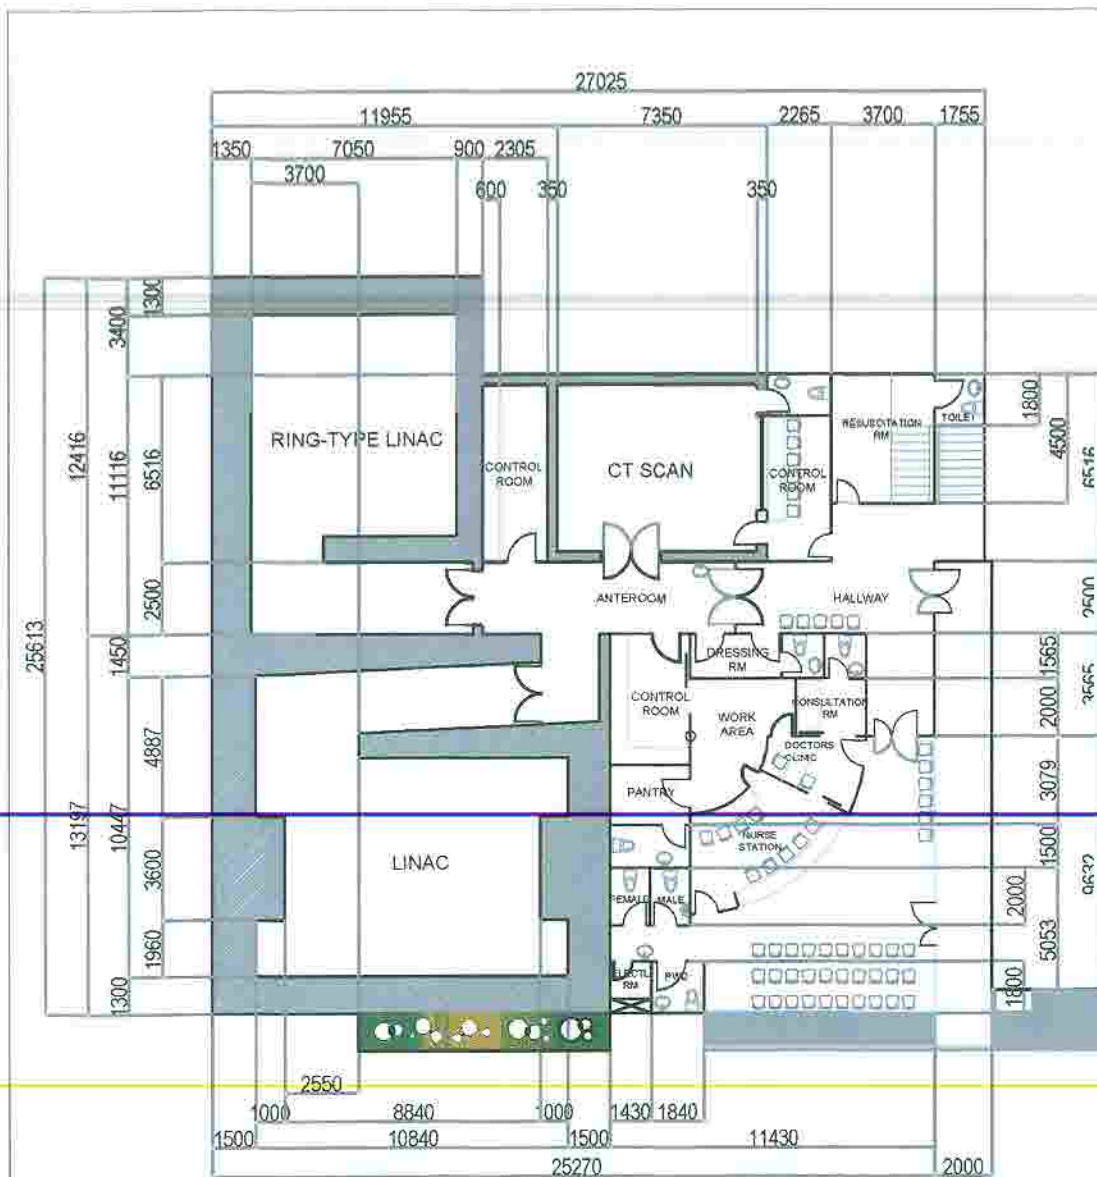 27025
11955 7350 2265 3700 1755
1350 7050 900 2305
3700 600 350 350
1300
3400
12416
11116
6516
2500
25613
1450
4887
13197
10447
3600
1960
1300
1800
4500
6516
2500
1565
3565
2000
3079
1500
9632
2000
5053
1800
RING-TYPE LINAC
CONTROL
ROOM
CT SCAN
CONTROL
ROOM
RESUSCITATION
RM
TOILET
ANTEROOM
HALLWAY
DRESSING
RM
CONTROL
ROOM
WORK
AREA
CONSULTATION
RM
DOCTORS
CLINIC
PANTRY
NURSE
STATION
LINAC
FEMALE
MALE
ELECTL
RM
PWD
2550
1000 8840 1000 1430 1840
1500 10840 1500 11430
25270 2000